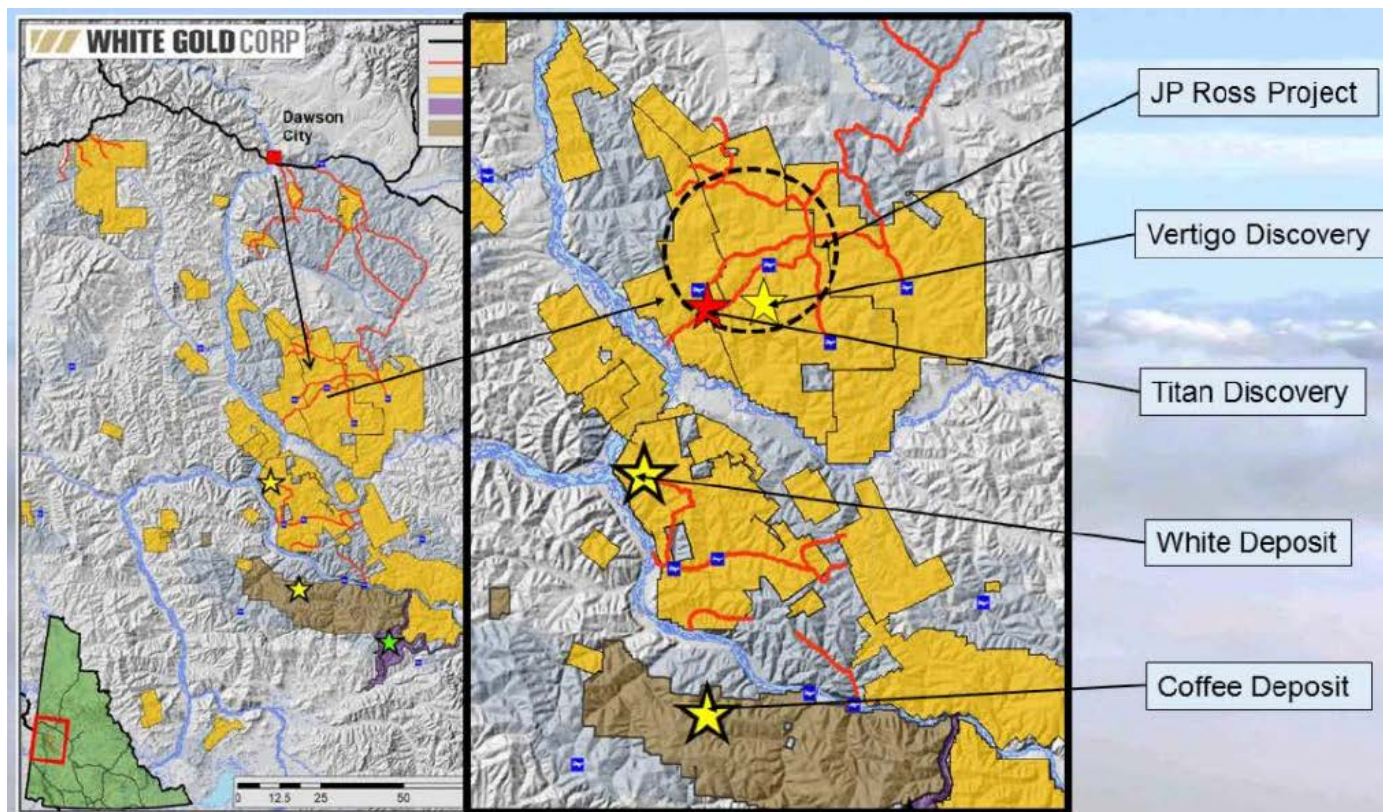 WHITE GOLD CORP
Dawson
City
0 12.5 25 50
JP Ross Project
Vertigo Discovery
Titan Discovery
White Deposit
Coffee Deposit